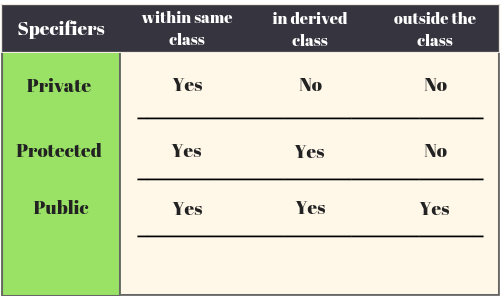 Specifiers within same class in derived class outside the class
Private Yes No No
Protected Yes Yes No
Public Yes Yes Yes